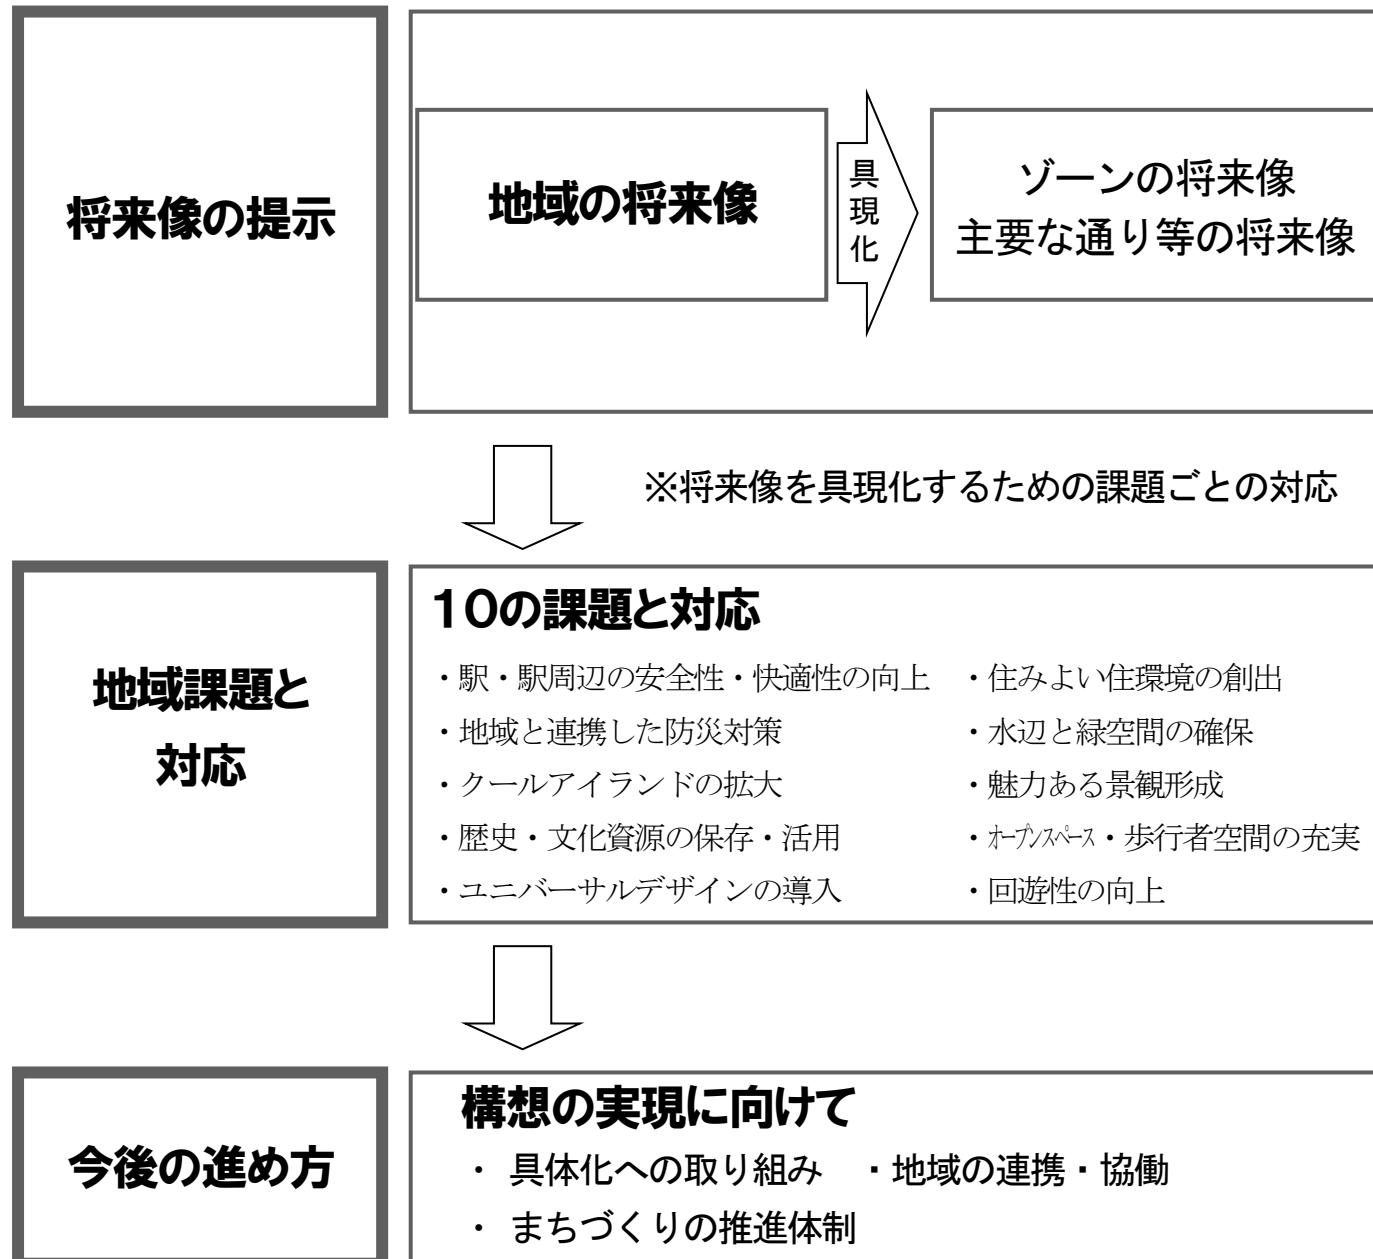 将来像の提示
地域の将来像
具現化
ゾーンの将来像
主要な通り等の将来像
※将来像を具現化するための課題ごとの対応
地域課題と
対応
10の課題と対応
・駅・駅周辺の安全性・快適性の向上
・地域と連携した防災対策
・クールアイランドの拡大
・歴史・文化資源の保存・活用
・ユニバーサルデザインの導入
・住みよい住環境の創出
・水辺と緑空間の確保
・魅力ある景観形成
・ｵｰﾌﾟﾝｽﾍﾟｰｽ・歩行者空間の充実
・回遊性の向上
今後の進め方
構想の実現に向けて
・ 具体化への取り組み ・地域の連携・協働
・ まちづくりの推進体制